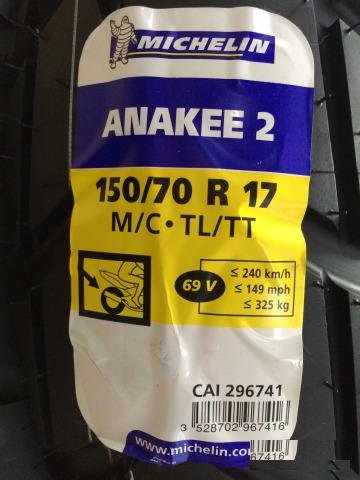 MICHELIN
ANAKEE 2
150/70 R 17
M/C • TL/TT
69 V
≤ 240 km/h
≤ 149 mph
≤ 325 kg
CAI 296741
3 528702 967416
www.michelin.com
67416